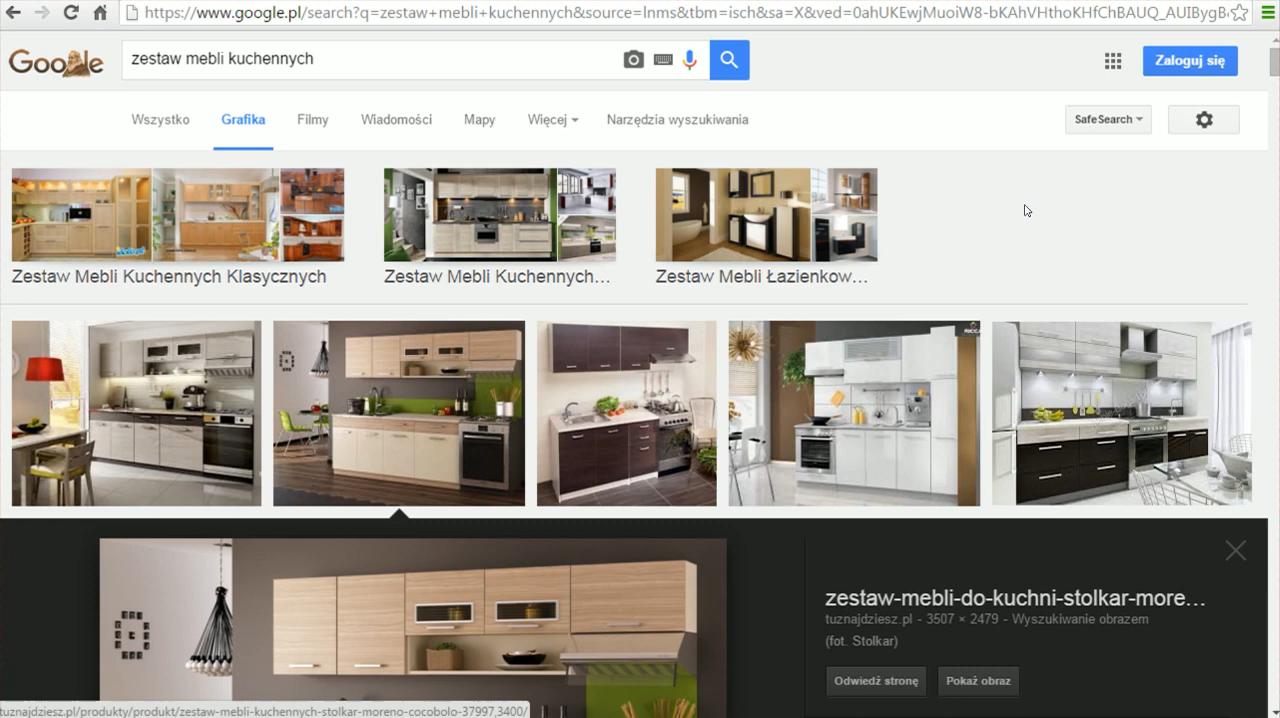 https://www.google.pl/search?q=zestaw+mebli+kuchennych&source=lnms&tbm=isch&sa=X&ved=0ahUKEwjMuoiW8-bKAhVHthoKHfChBAUQ_AUIBygB
Google
zestaw mebli kuchennych
Zaloguj się
Wszystko Grafika Filmy Wiadomości Mapy Więcej Narzędzia wyszukiwania
SafeSearch
Zestaw Mebli Kuchennych Klasycznych
Zestaw Mebli Kuchennych...
Zestaw Mebli Łazienkow...
zestaw-mebli-do-kuchni-stolkar-more...
tuznajdziesz.pl - 3507 × 2479 - Wyszukiwanie obrazem
(fot. Stolkar)
Odwiedź stronę
Pokaż obraz
tuznajdziesz.pl/produkty/produkt/zestaw-mebli-kuchennych-stolkar-moreno-cocobolo-37997,3400/